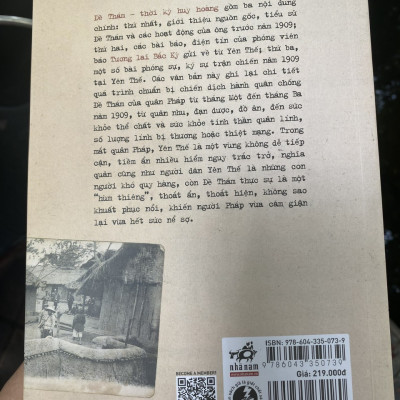 Đề Thám – thời kỳ huy hoàng gồm ba nội dung
chính: thứ nhất, giới thiệu nguồn gốc, tiểu sử
Đề Thám và các hoạt động của ông trước năm 1909;
thứ hai, các bài báo, điện tín của phóng viên
báo Tương lai Bắc Kỳ gửi về từ Yên Thế; thứ ba,
một số bài phóng sự, ký sự trận chiến năm 1909
tại Yên Thế. Các văn bản này ghi lại chi tiết
quá trình chuẩn bị chiến dịch hành quân chống
Đề Thám của quân Pháp từ tháng Một đến tháng Ba
năm 1909, từ quân nhu, đạn dược, đồ ăn, đến sức
khỏe thể chất và sức khỏe tinh thần quân lính,
số lượng lính bị thương hoặc thiệt mạng. Trong
mắt quân Pháp, Yên Thế là một vùng không dễ tiếp
cận, tiềm ẩn nhiều hiểm nguy trắc trở, nghĩa
quân cũng như người dân Yên Thế là những con
người khó quy hàng, còn Đề Thám thực sự là một
"hùm thiêng", thoắt ẩn, thoắt hiện, không sao
khuất phục nổi, khiến người Pháp vừa căm giận
lại vừa hết sức nể sợ.
BECOME A MEMBER
nhã nam
ISBN: 978-604-335-073-9
9 786043 350739
Giá: 219.000đ